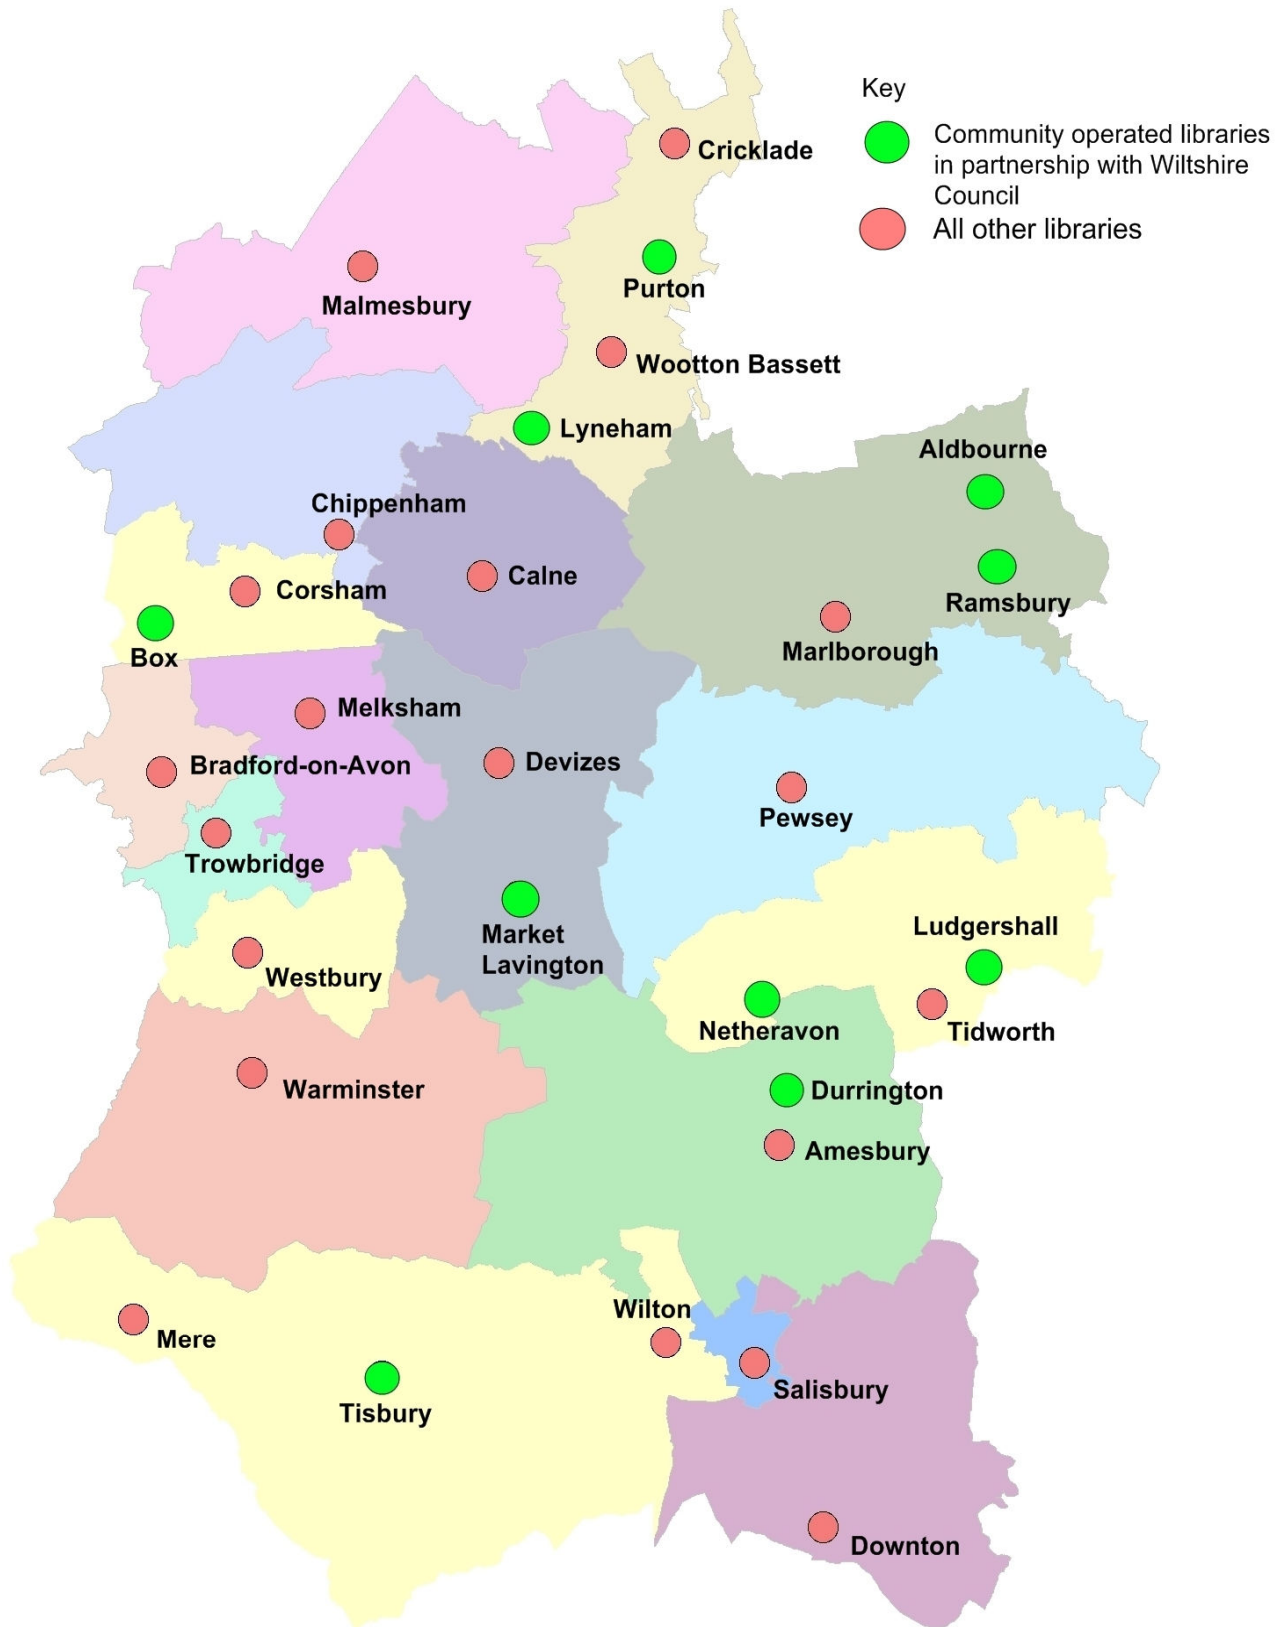 Key
Community operated libraries
in partnership with Wiltshire
Council
All other libraries
Cricklade
Purton
Malmesbury
Wootton Bassett
Lyneham
Aldbourne
Chippenham
Calne
Corsham
Ramsbury
Marlborough
Box
Melksham
Devizes
Bradford-on-Avon
Pewsey
Trowbridge
Ludgershall
Market
Lavington
Westbury
Netheravon
Tidworth
Warminster
Durrington
Amesbury
Wilton
Mere
Salisbury
Tisbury
Downton